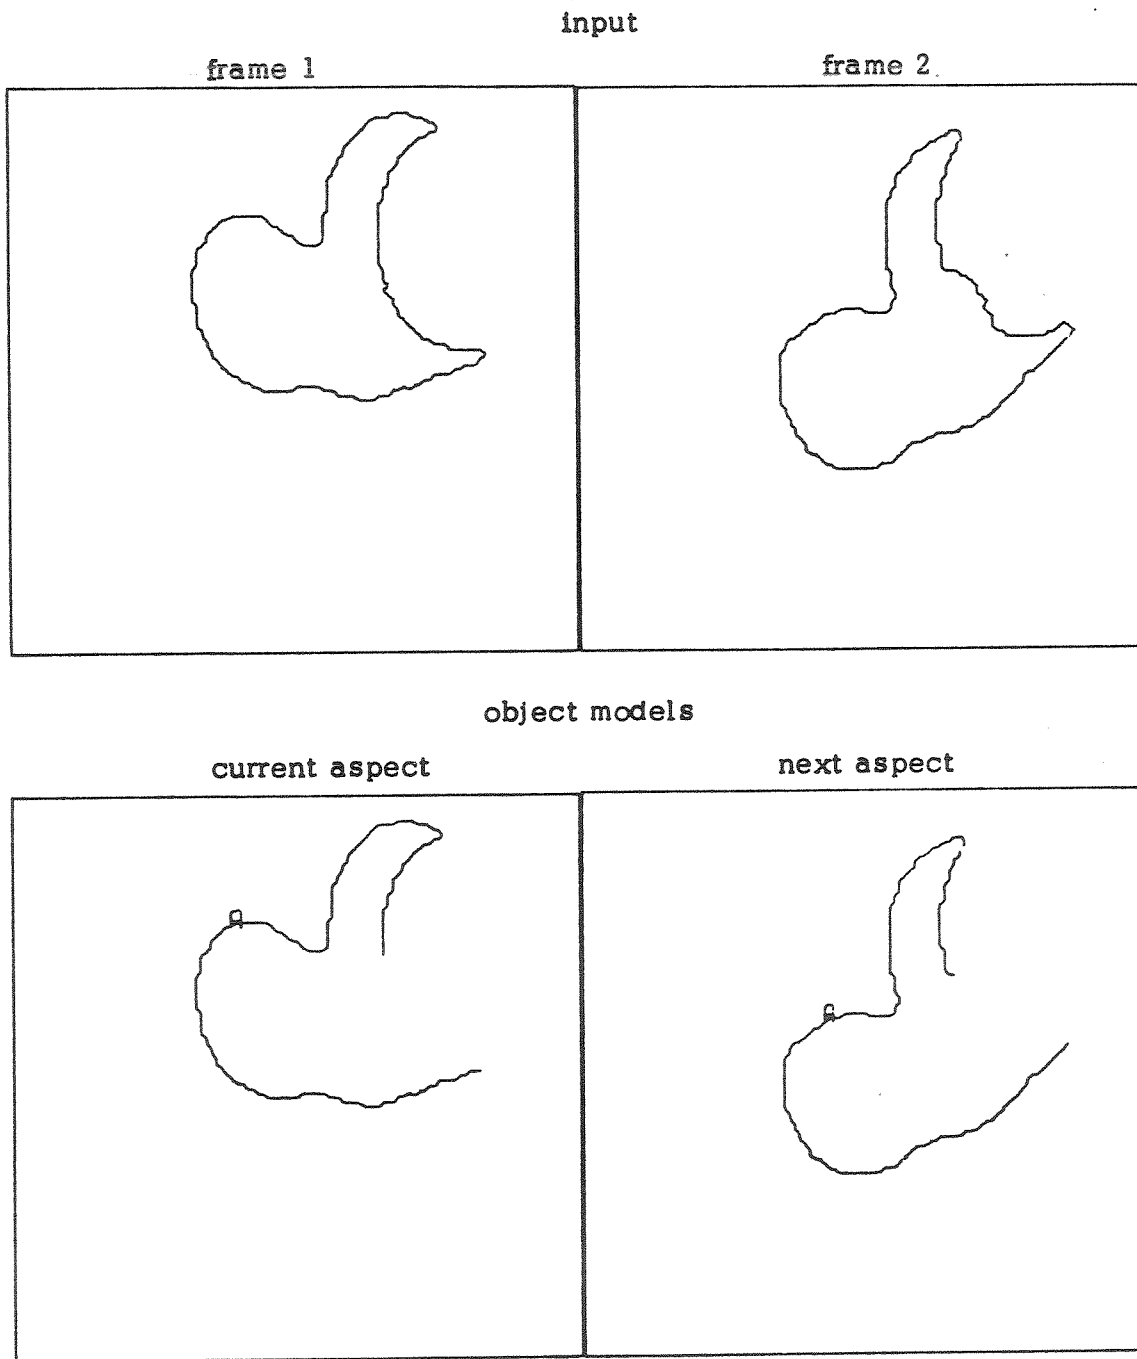 input
frame 1
frame 2
object models
current aspect
next aspect